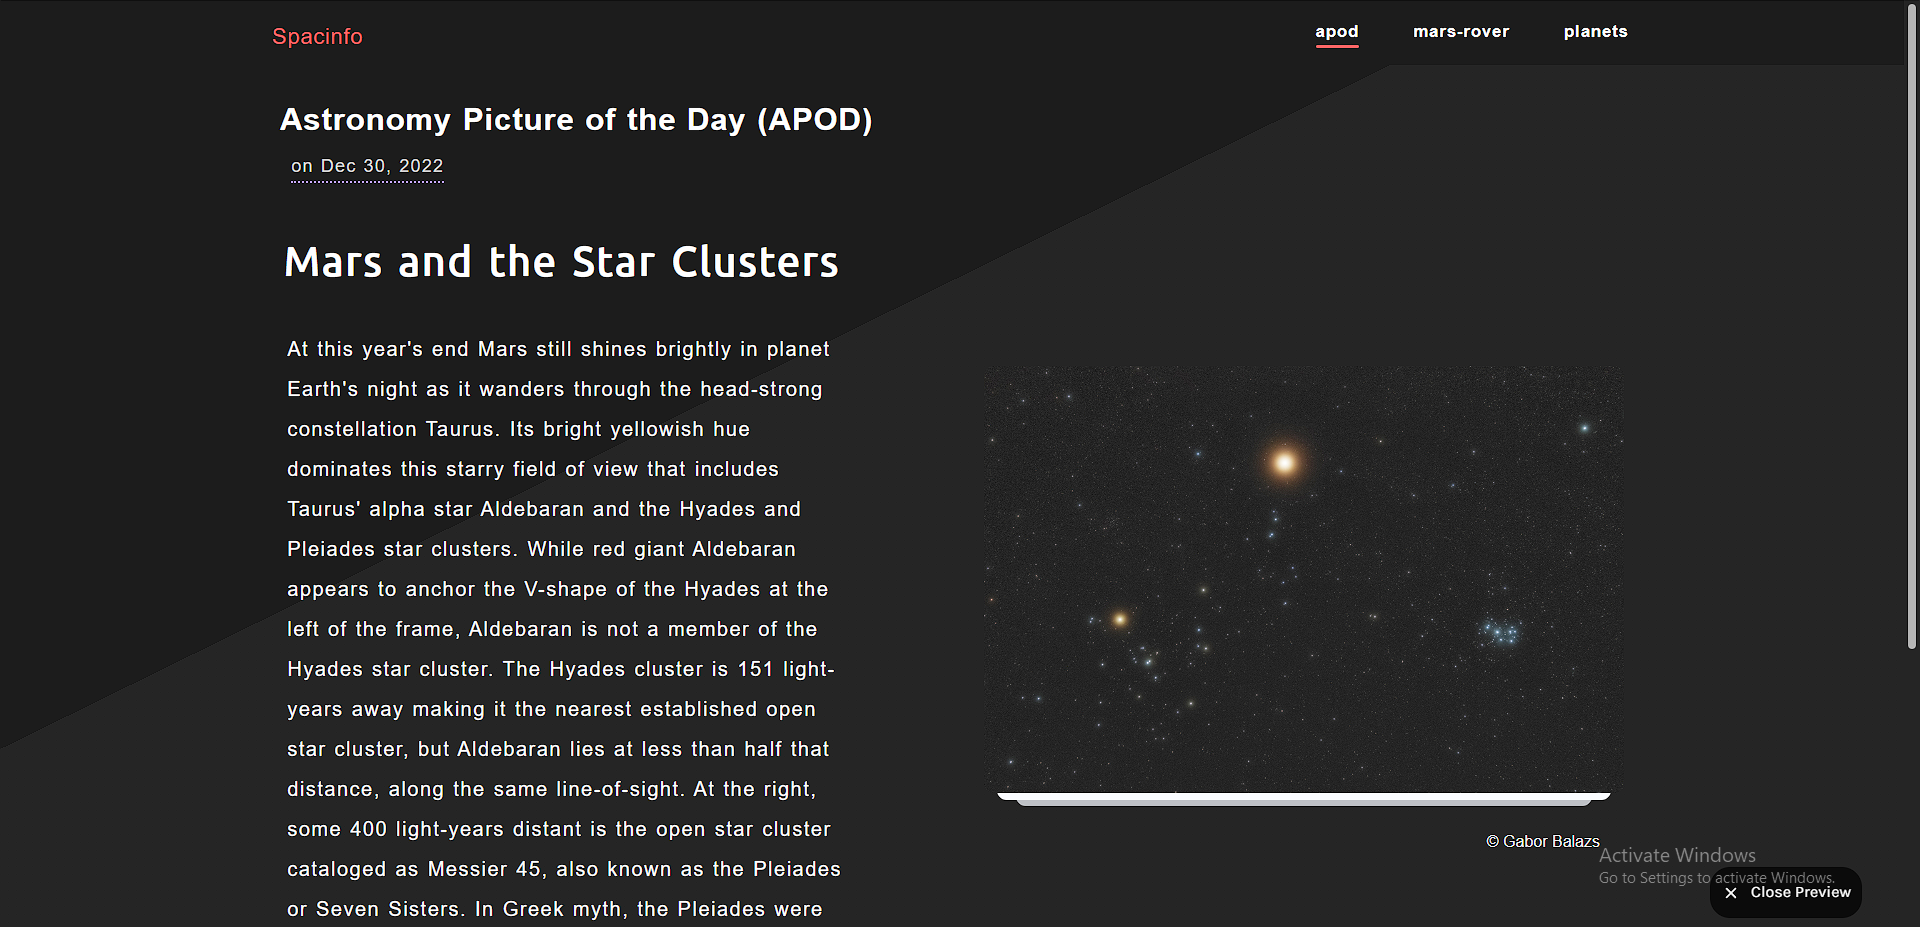 Spacinfo
apod
mars-rover
planets
Astronomy Picture of the Day (APOD)
on Dec 30, 2022
Mars and the Star Clusters
At this year's end Mars still shines brightly in planet
Earth's night as it wanders through the head-strong
constellation Taurus. Its bright yellowish hue
dominates this starry field of view that includes
Taurus' alpha star Aldebaran and the Hyades and
Pleiades star clusters. While red giant Aldebaran
appears to anchor the V-shape of the Hyades at the
left of the frame, Aldebaran is not a member of the
Hyades star cluster. The Hyades cluster is 151 light-
years away making it the nearest established open
star cluster, but Aldebaran lies at less than half that
distance, along the same line-of-sight. At the right,
some 400 light-years distant is the open star cluster
cataloged as Messier 45, also known as the Pleiades
or Seven Sisters. In Greek myth, the Pleiades were
© Gabor Balazs
Activate Windows
Go to Settings to activate Windows.
Close Preview